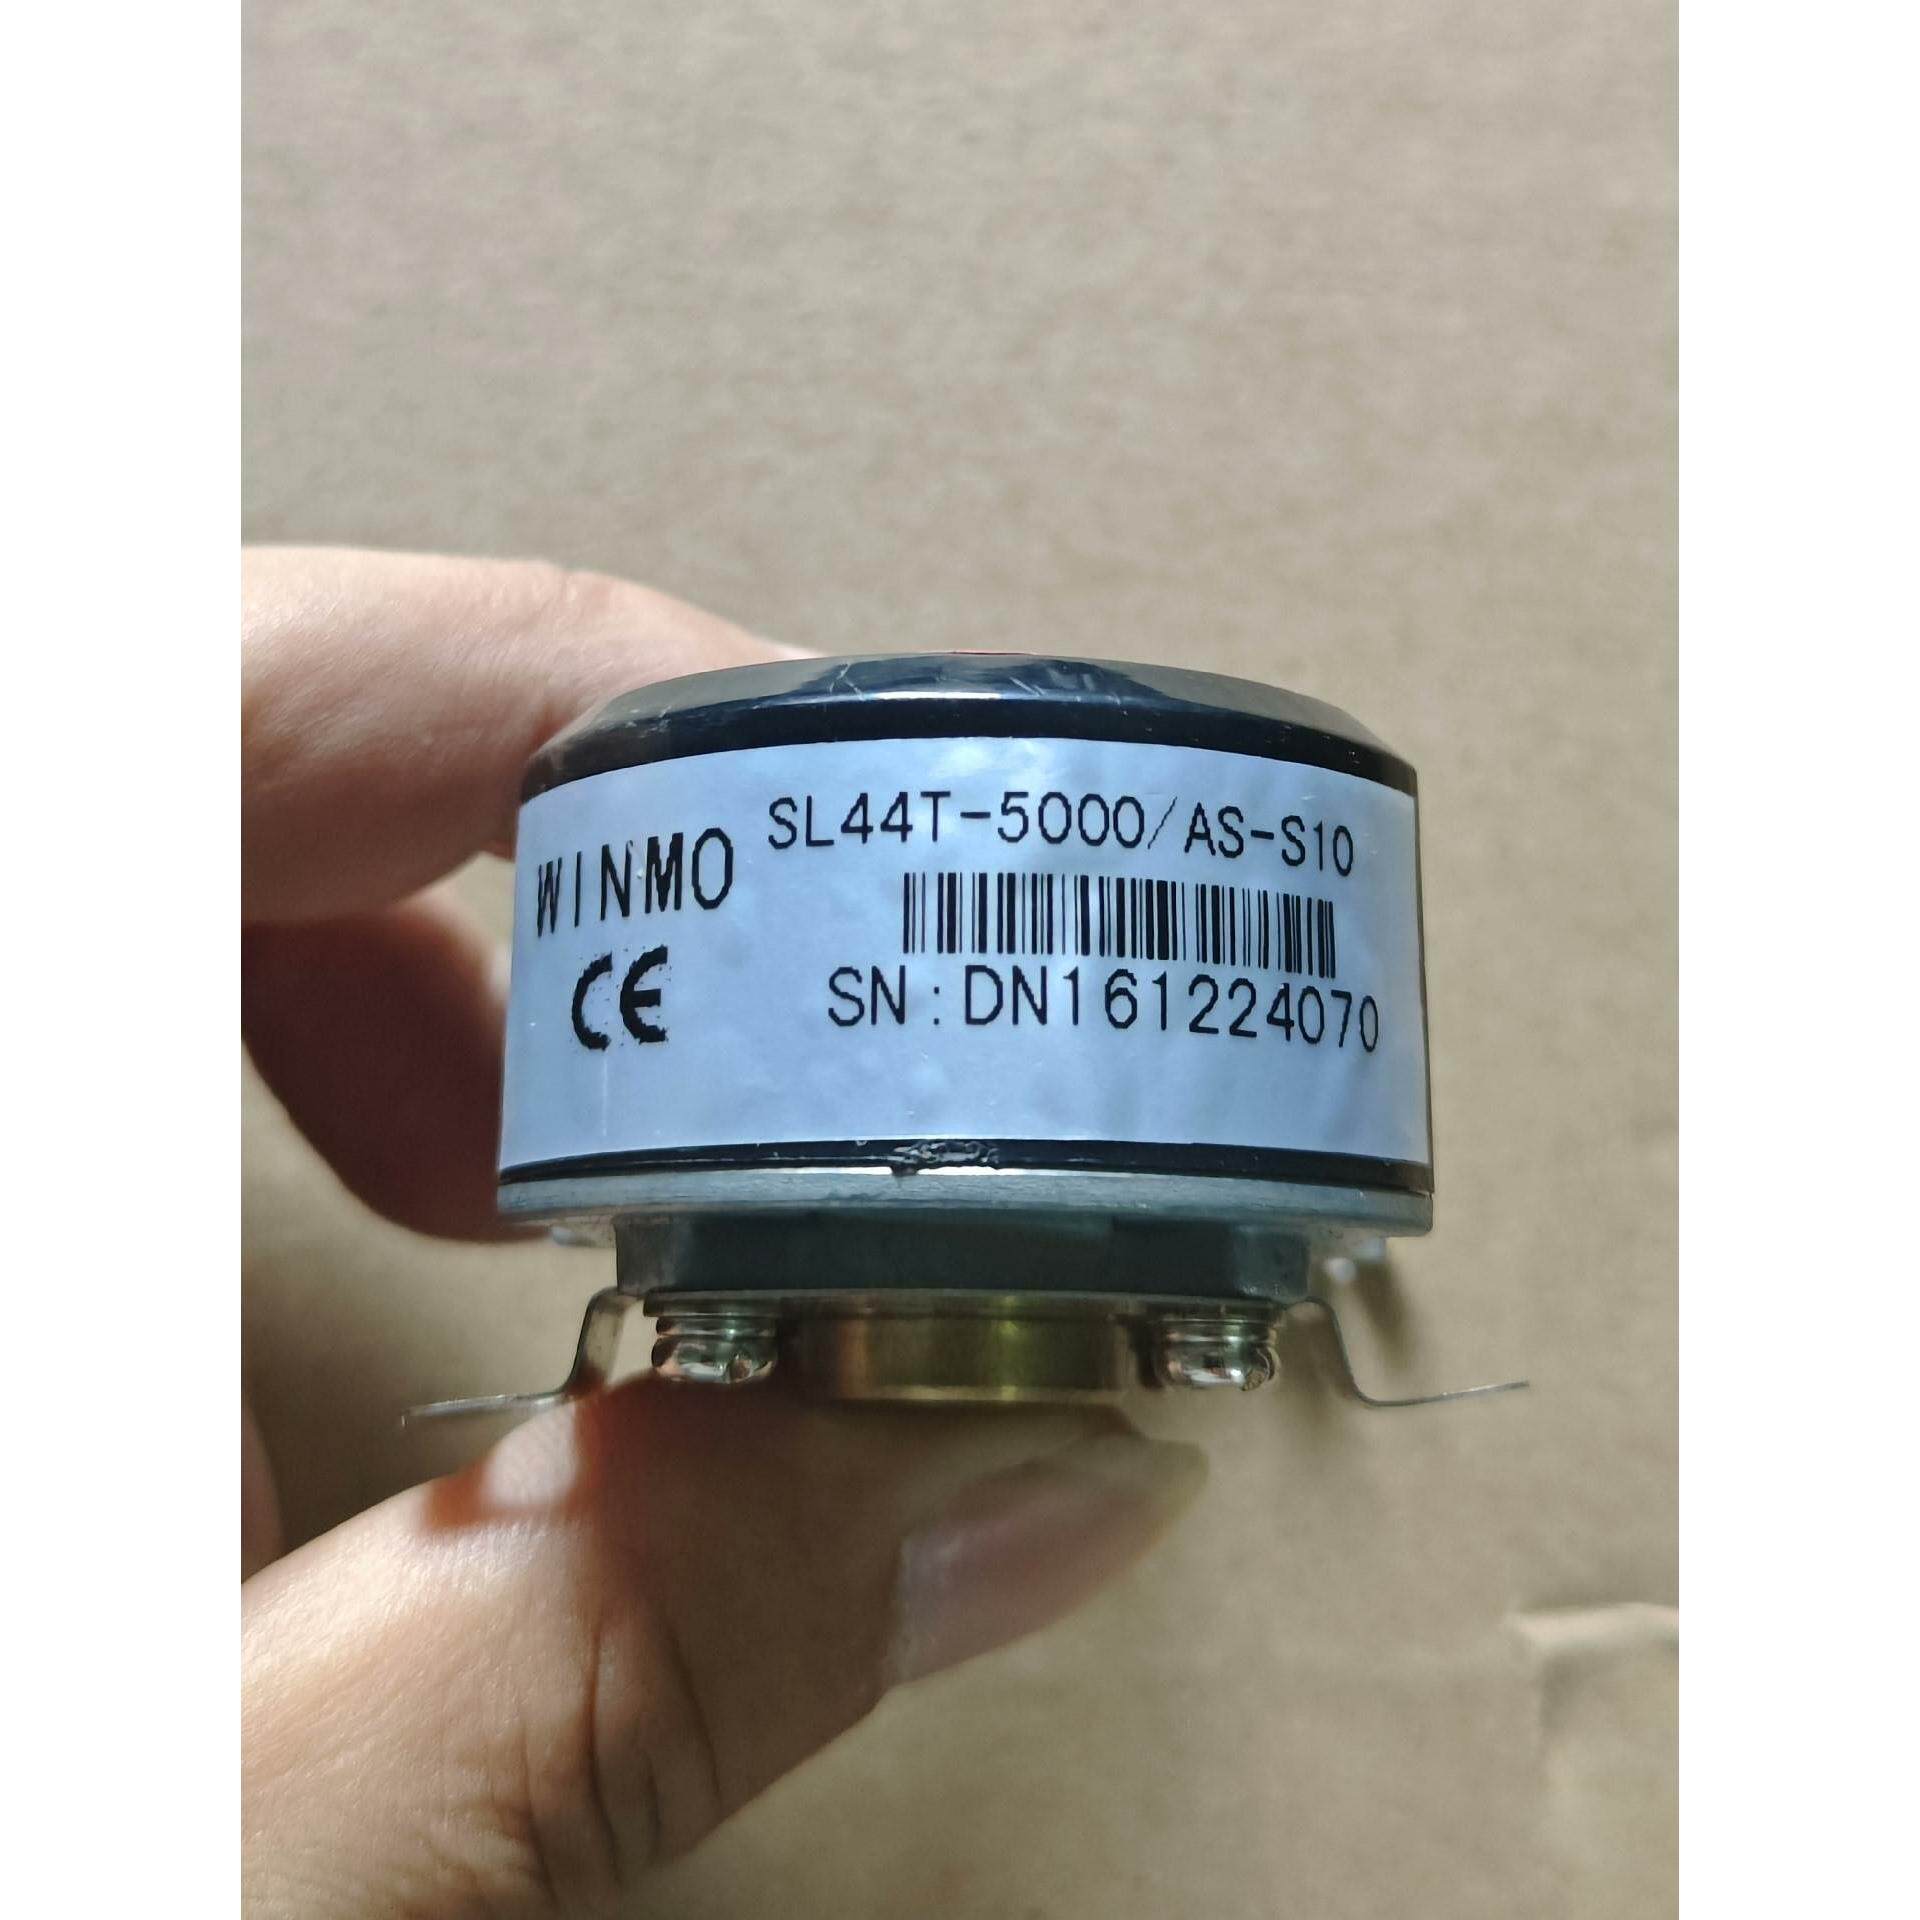 SL44T-5000/AS-S10
WINMO
CE
SN:DN161224070